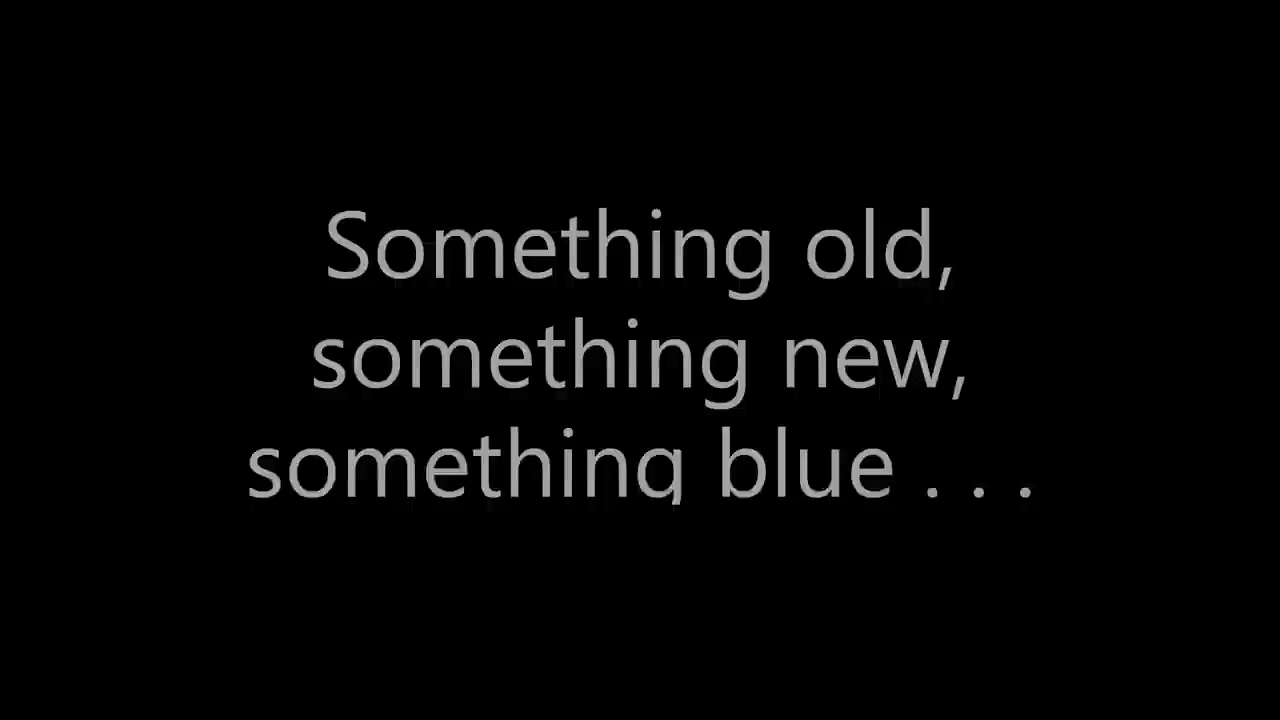 Something old,
something new,
something blue . . .